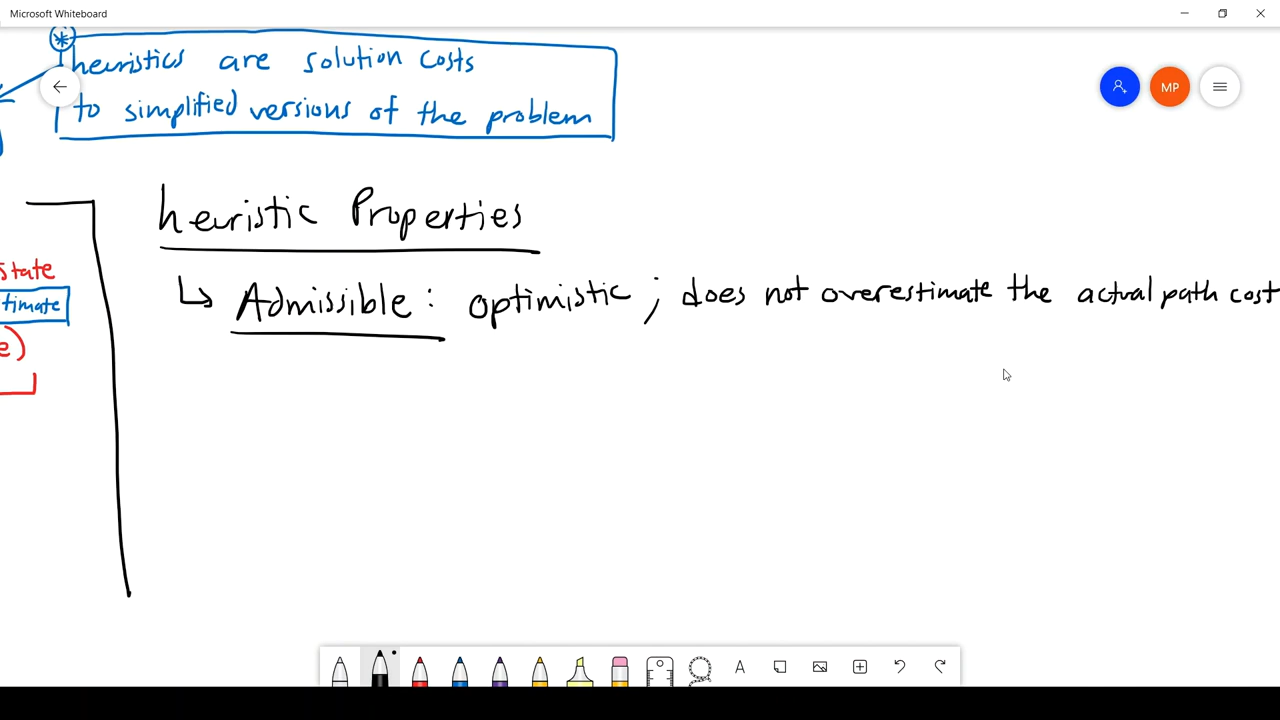 Microsoft Whiteboard
heuristics are solution costs
to simplified versions of the problem
MP
heuristic Properties
state
timate
e)
Admissible: optimistic; does not overestimate the actual path cost
A